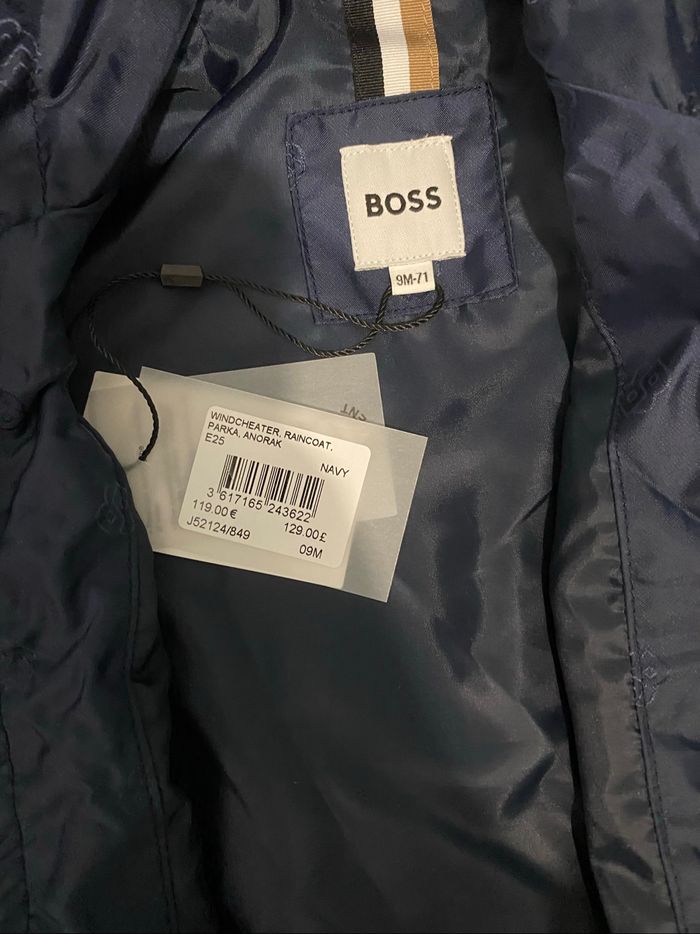 BOSS
9M-71
WINDCHEATER, RAINCOAT,
PARKA, ANORAK
E25
NAVY
3 617165 243622
119.00€ 129.00£
J52124/849
09M